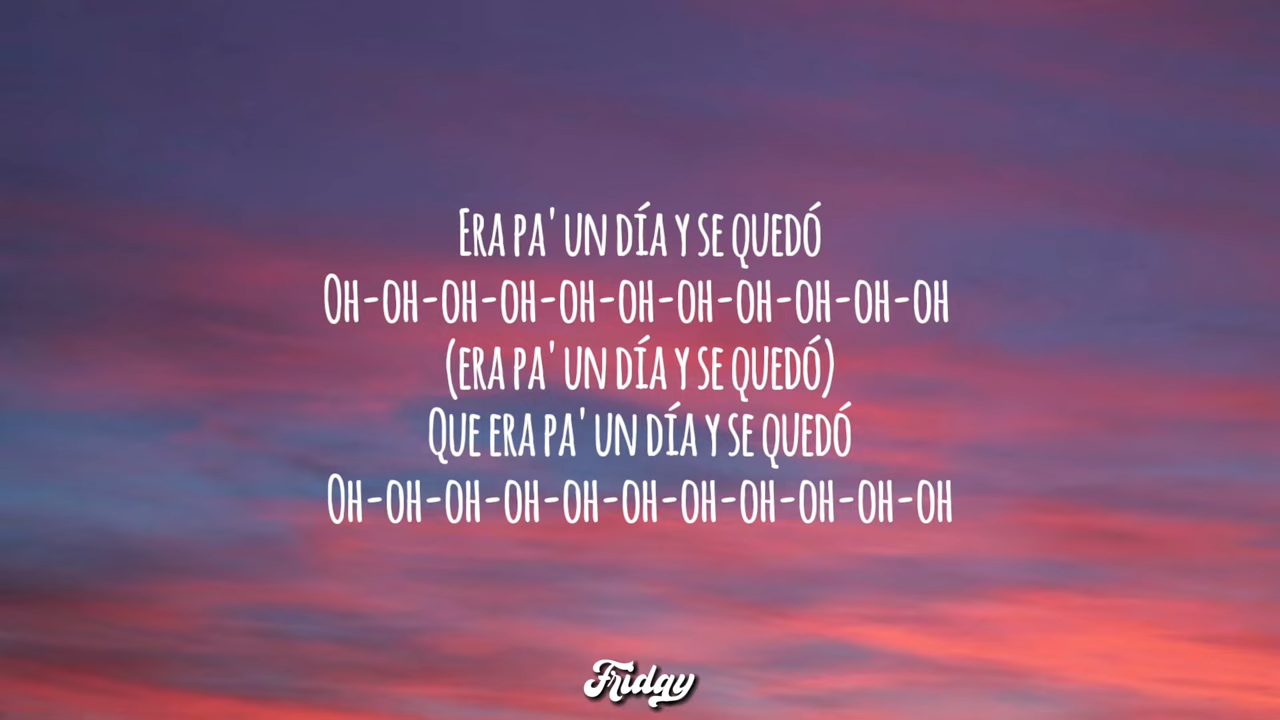 Era pa' un día y se quedó
Oh-oh-oh-oh-oh-oh-oh-oh-oh-oh-oh
(era pa' un día y se quedó)
Que era pa' un día y se quedó
Oh-oh-oh-oh-oh-oh-oh-oh-oh-oh-oh
Friday